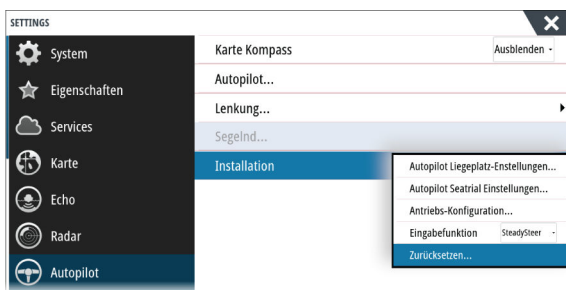 SETTINGS
System
Eigenschaften
Services
Karte
Echo
Radar
Autopilot
Karte Kompass
Ausblenden
Autopilot...
Lenkung...
Segelnd...
Installation
Autopilot Liegeplatz-Enstellungen...
Autopilot Seatrial Einstellungen...
Antriebs-Konfiguration...
Eingabefunktion SteadySteer
Zurücksetzen...